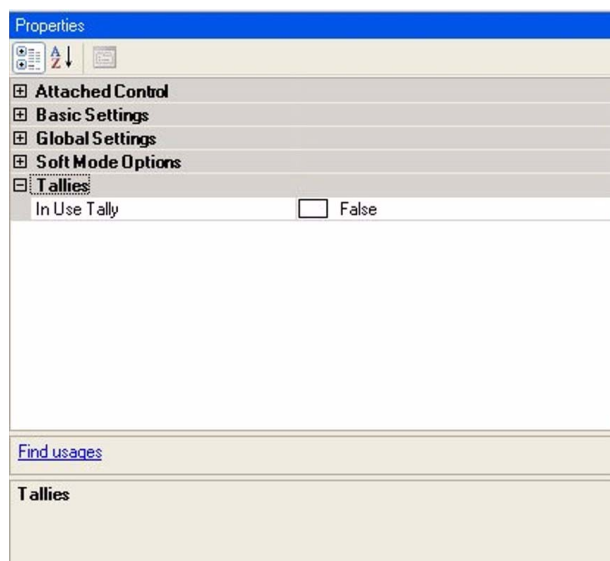 Properties
A
Z
Attached Control
Basic Settings
Global Settings
Soft Mode Options
Tallies
In Use Tally False
Find usages
Tallies